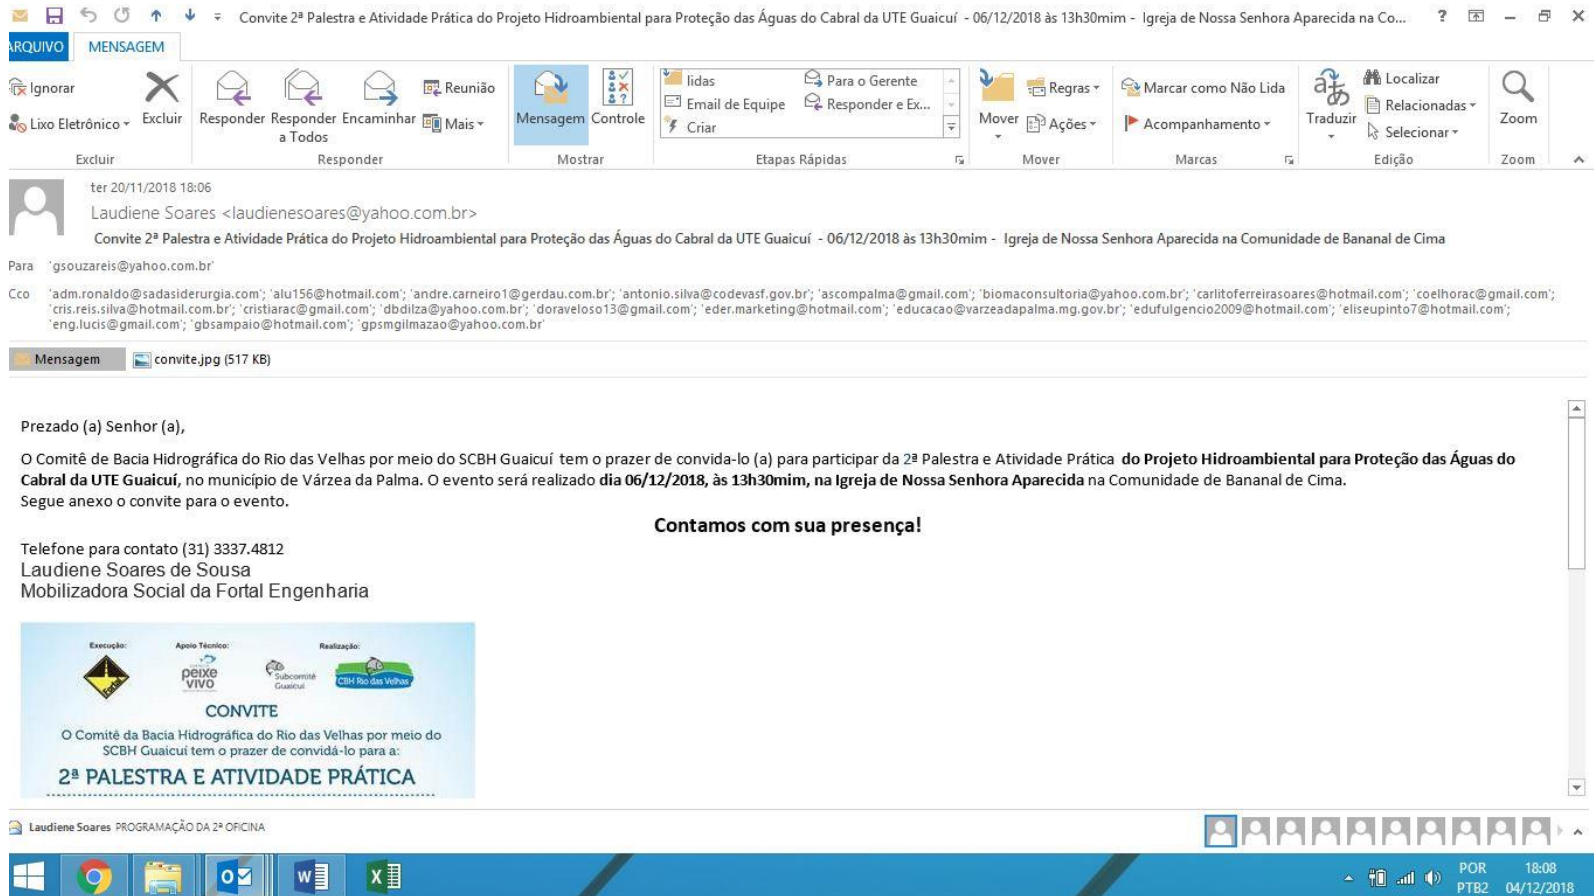 Convite 2ª Palestra e Atividade Prática do Projeto Hidroambiental para Proteção das Águas do Cabral da UTE Guaicuí - 06/12/2018 às 13h30mim - Igreja de Nossa Senhora Aparecida na Co...
ARQUIVO MENSAGEM
Ignorar
Lixo Eletrônico
Excluir
Responder
Responder a Todos
Encaminhar
Reunião
Mais
Mensagem
Controle
lidas
Email de Equipe
Criar
Para o Gerente
Responder e Ex...
Mover
Regras
Ações
Marcar como Não Lida
Acompanhamento
Traduzir
Localizar
Relacionadas
Selecionar
Zoom
Excluir Responder Mostrar Etapas Rápidas Mover Marcas Edição Zoom
ter 20/11/2018 18:06
Laudiene Soares <laudienesoares@yahoo.com.br>
Convite 2ª Palestra e Atividade Prática do Projeto Hidroambiental para Proteção das Águas do Cabral da UTE Guaicuí - 06/12/2018 às 13h30mim - Igreja de Nossa Senhora Aparecida na Comunidade de Bananal de Cima
Para 'gsouzareis@yahoo.com.br'
Cco 'adm.ronaldo@sadasiderurgia.com'; 'alu156@hotmail.com'; 'andre.carneiro1@gerdau.com.br'; 'antonio.silva@codevasf.gov.br'; 'ascompalma@gmail.com'; 'biomaconsultoria@yahoo.com.br'; 'carlitoferreirasoares@hotmail.com'; 'coelhorac@gmail.com';
'cris.reis.silva@hotmail.com'; 'cristiarac@gmail.com'; 'dbdilza@yahoo.com.br'; 'doraveloso13@gmail.com'; 'eder.marketing@hotmail.com'; 'educacao@varzeadapalma.mg.gov.br'; 'edufulgencio2009@hotmail.com'; 'eliseupinto7@hotmail.com';
'eng.lucis@gmail.com'; 'gbsampaio@hotmail.com'; 'gpsmgilmazao@yahoo.com.br'
Mensagem convite.jpg (517 KB)
Prezado (a) Senhor (a),
O Comitê de Bacia Hidrográfica do Rio das Velhas por meio do SCBH Guaicuí tem o prazer de convida-lo (a) para participar da 2ª Palestra e Atividade Prática do Projeto Hidroambiental para Proteção das Águas do
Cabral da UTE Guaicuí, no município de Várzea da Palma. O evento será realizado dia 06/12/2018, às 13h30mim, na Igreja de Nossa Senhora Aparecida na Comunidade de Bananal de Cima.
Segue anexo o convite para o evento.
Contamos com sua presença!
Telefone para contato (31) 3337.4812
Laudiene Soares de Sousa
Mobilizadora Social da Fortal Engenharia
Execução: Apoio Técnico: Realização:
Fortal
peixe vivo
Subcomitê Guaicuí
CBH Rio das Velhas
CONVITE
O Comitê da Bacia Hidrográfica do Rio das Velhas por meio do
SCBH Guaicuí tem o prazer de convidá-lo para a:
2ª PALESTRA E ATIVIDADE PRÁTICA
Laudiene Soares PROGRAMAÇÃO DA 2ª OFICINA
POR 18:08
PTB2 04/12/2018